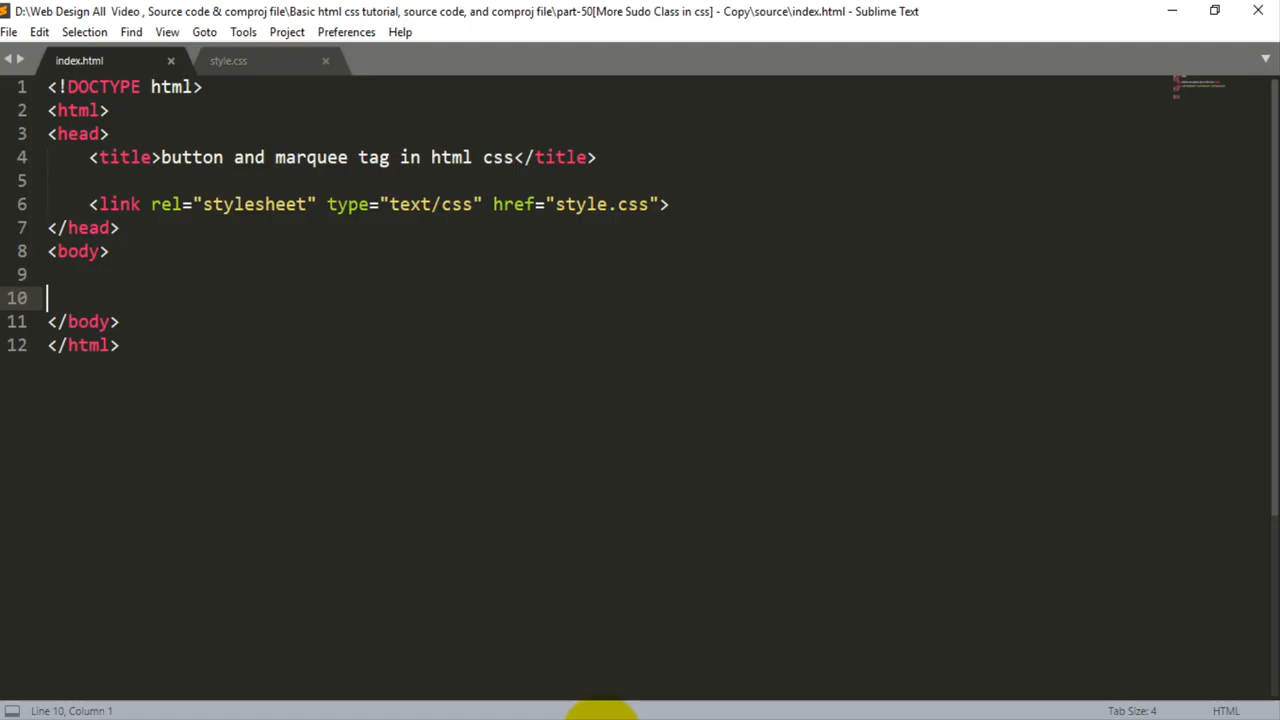 D:\Web Design All  Video , Source code & comproj file\Basic html css tutorial, source code, and comproj file\part-50[More Sudo Class in css] - Copy\source\index.html - Sublime Text
File Edit Selection Find View Goto Tools Project Preferences Help
index.html style.css
1 <!DOCTYPE html>
2 <html>
3 <head>
4     <title>button and marquee tag in html css</title>
5
6     <link rel="stylesheet" type="text/css" href="style.css">
7 </head>
8 <body>
9
10
11 </body>
12 </html>
Line 10, Column 1 Tab Size: 4 HTML